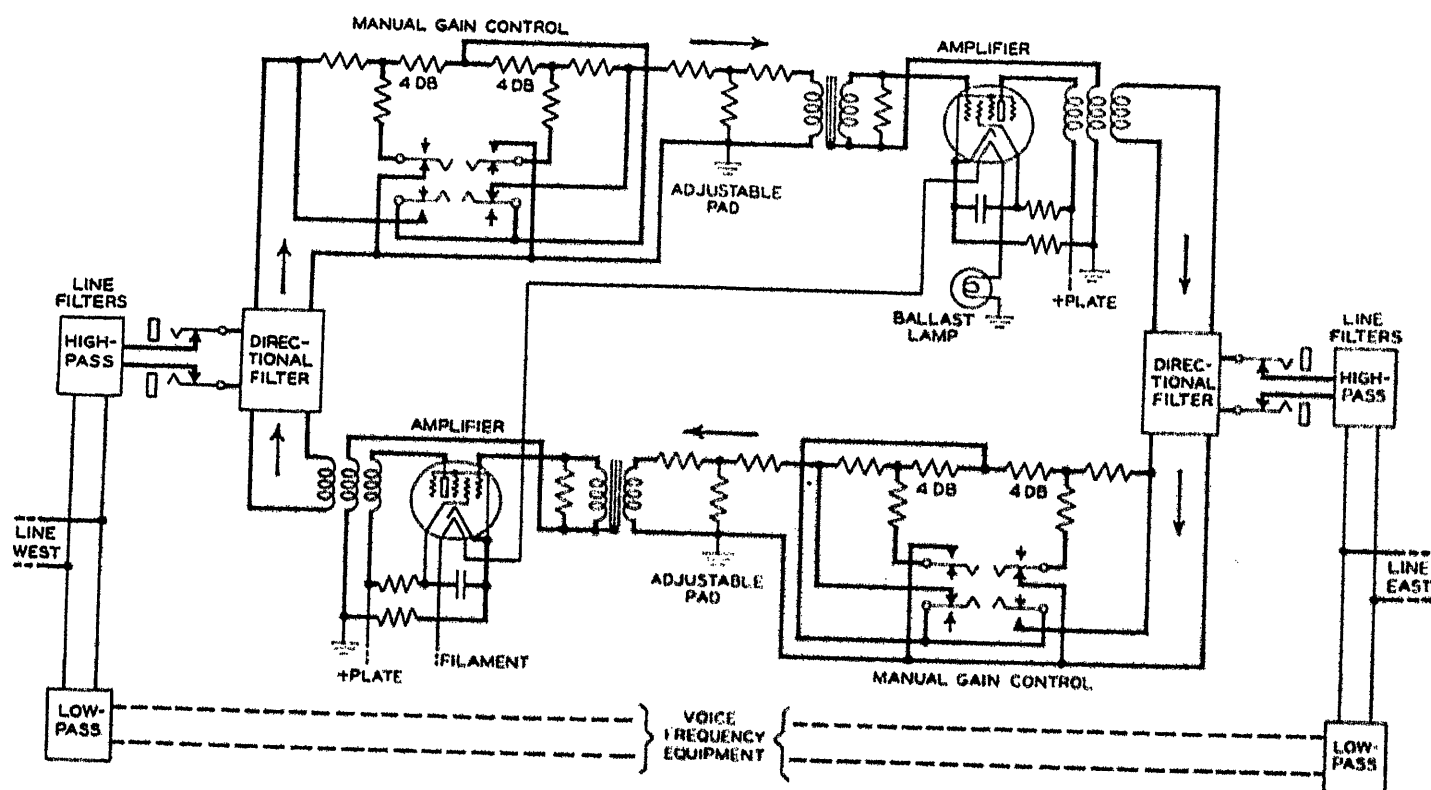 MANUAL GAIN CONTROL
4 DB
4 DB
AMPLIFIER
ADJUSTABLE
PAD
+PLATE
BALLAST
LAMP
LINE
FILTERS
HIGH-
PASS
DIREC-
TIONAL
FILTER
LINE
FILTERS
DIREC-
TIONAL
FILTER
HIGH-
PASS
AMPLIFIER
4 DB
4 DB
LINE
WEST
ADJUSTABLE
PAD
LINE
EAST
+PLATE
FILAMENT
MANUAL GAIN CONTROL
LOW-
PASS
VOICE
FREQUENCY
EQUIPMENT
LOW-
PASS